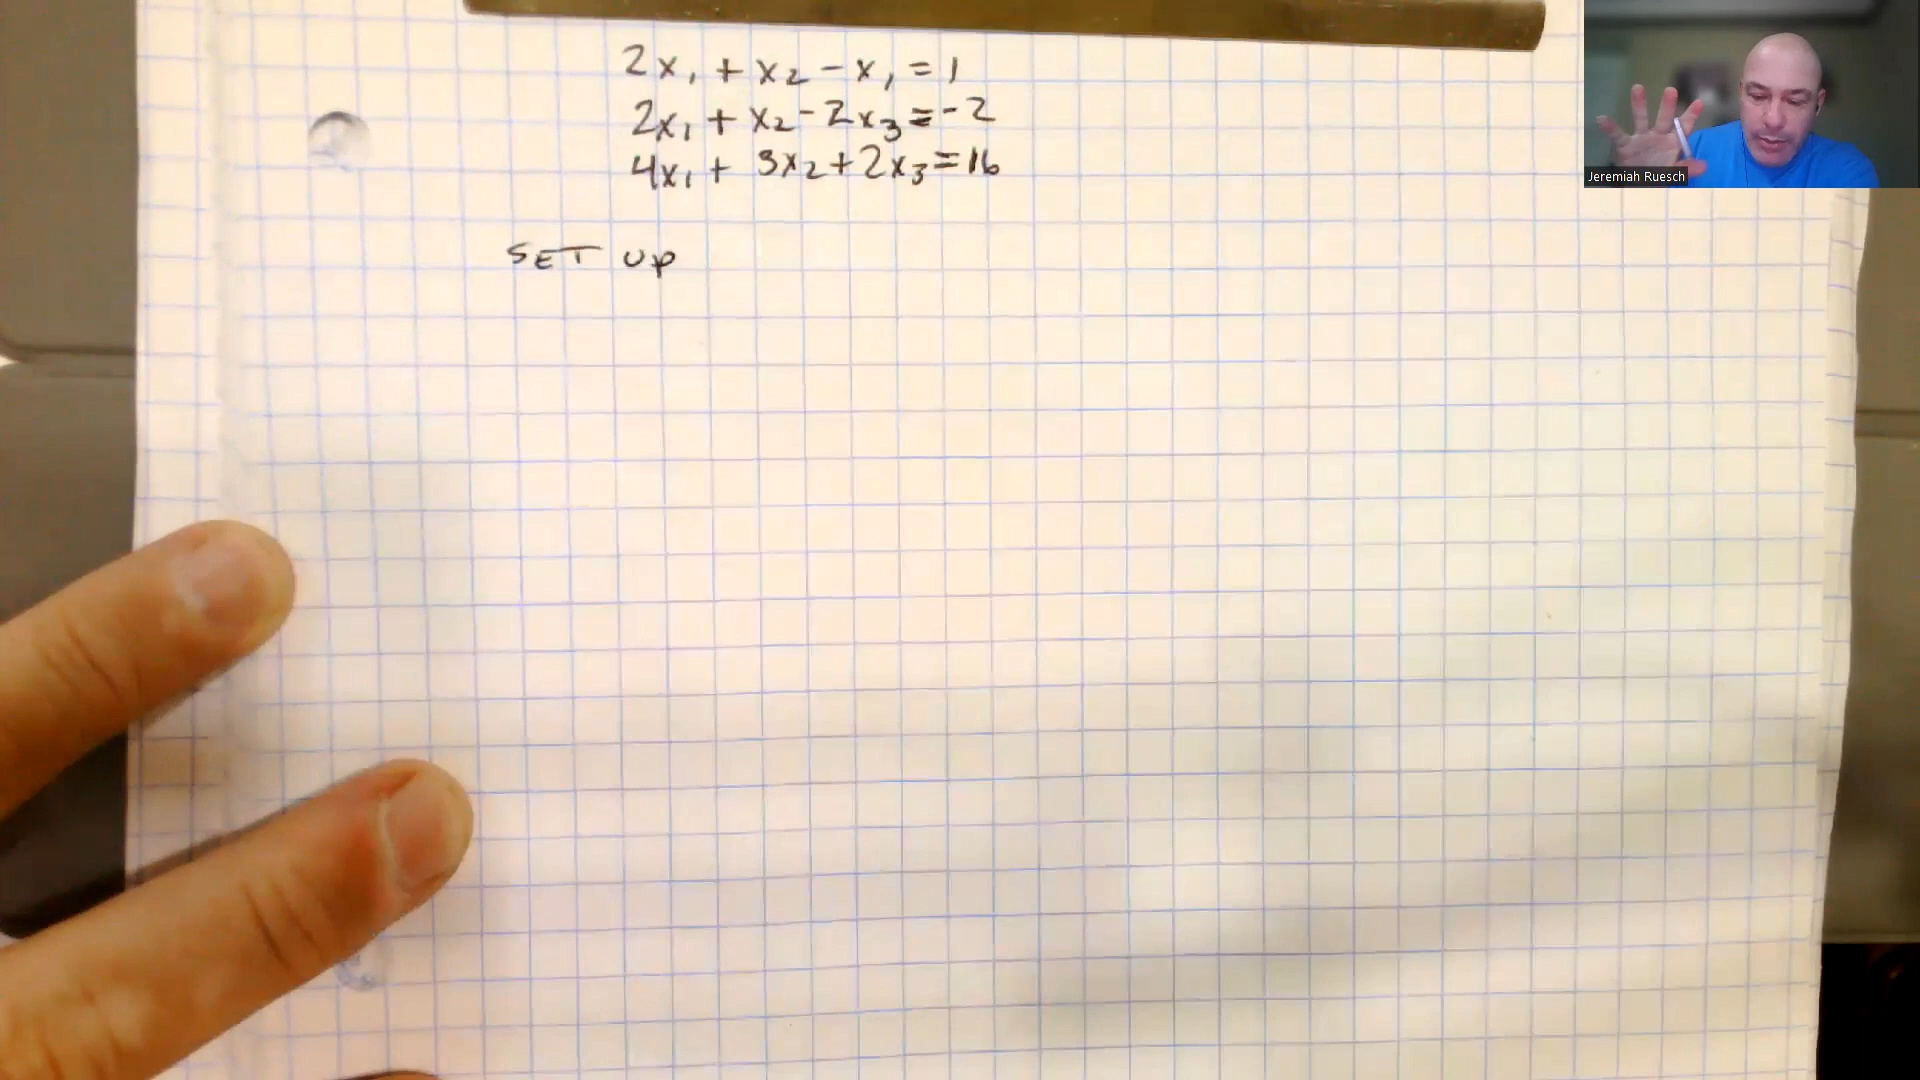 2x₁ + x₂ - x₁ = 1
2x₁ + x₂ - 2x₃ = -2
4x₁ + 3x₂ + 2x₃ = 16
SET UP
Jeremiah Ruesch